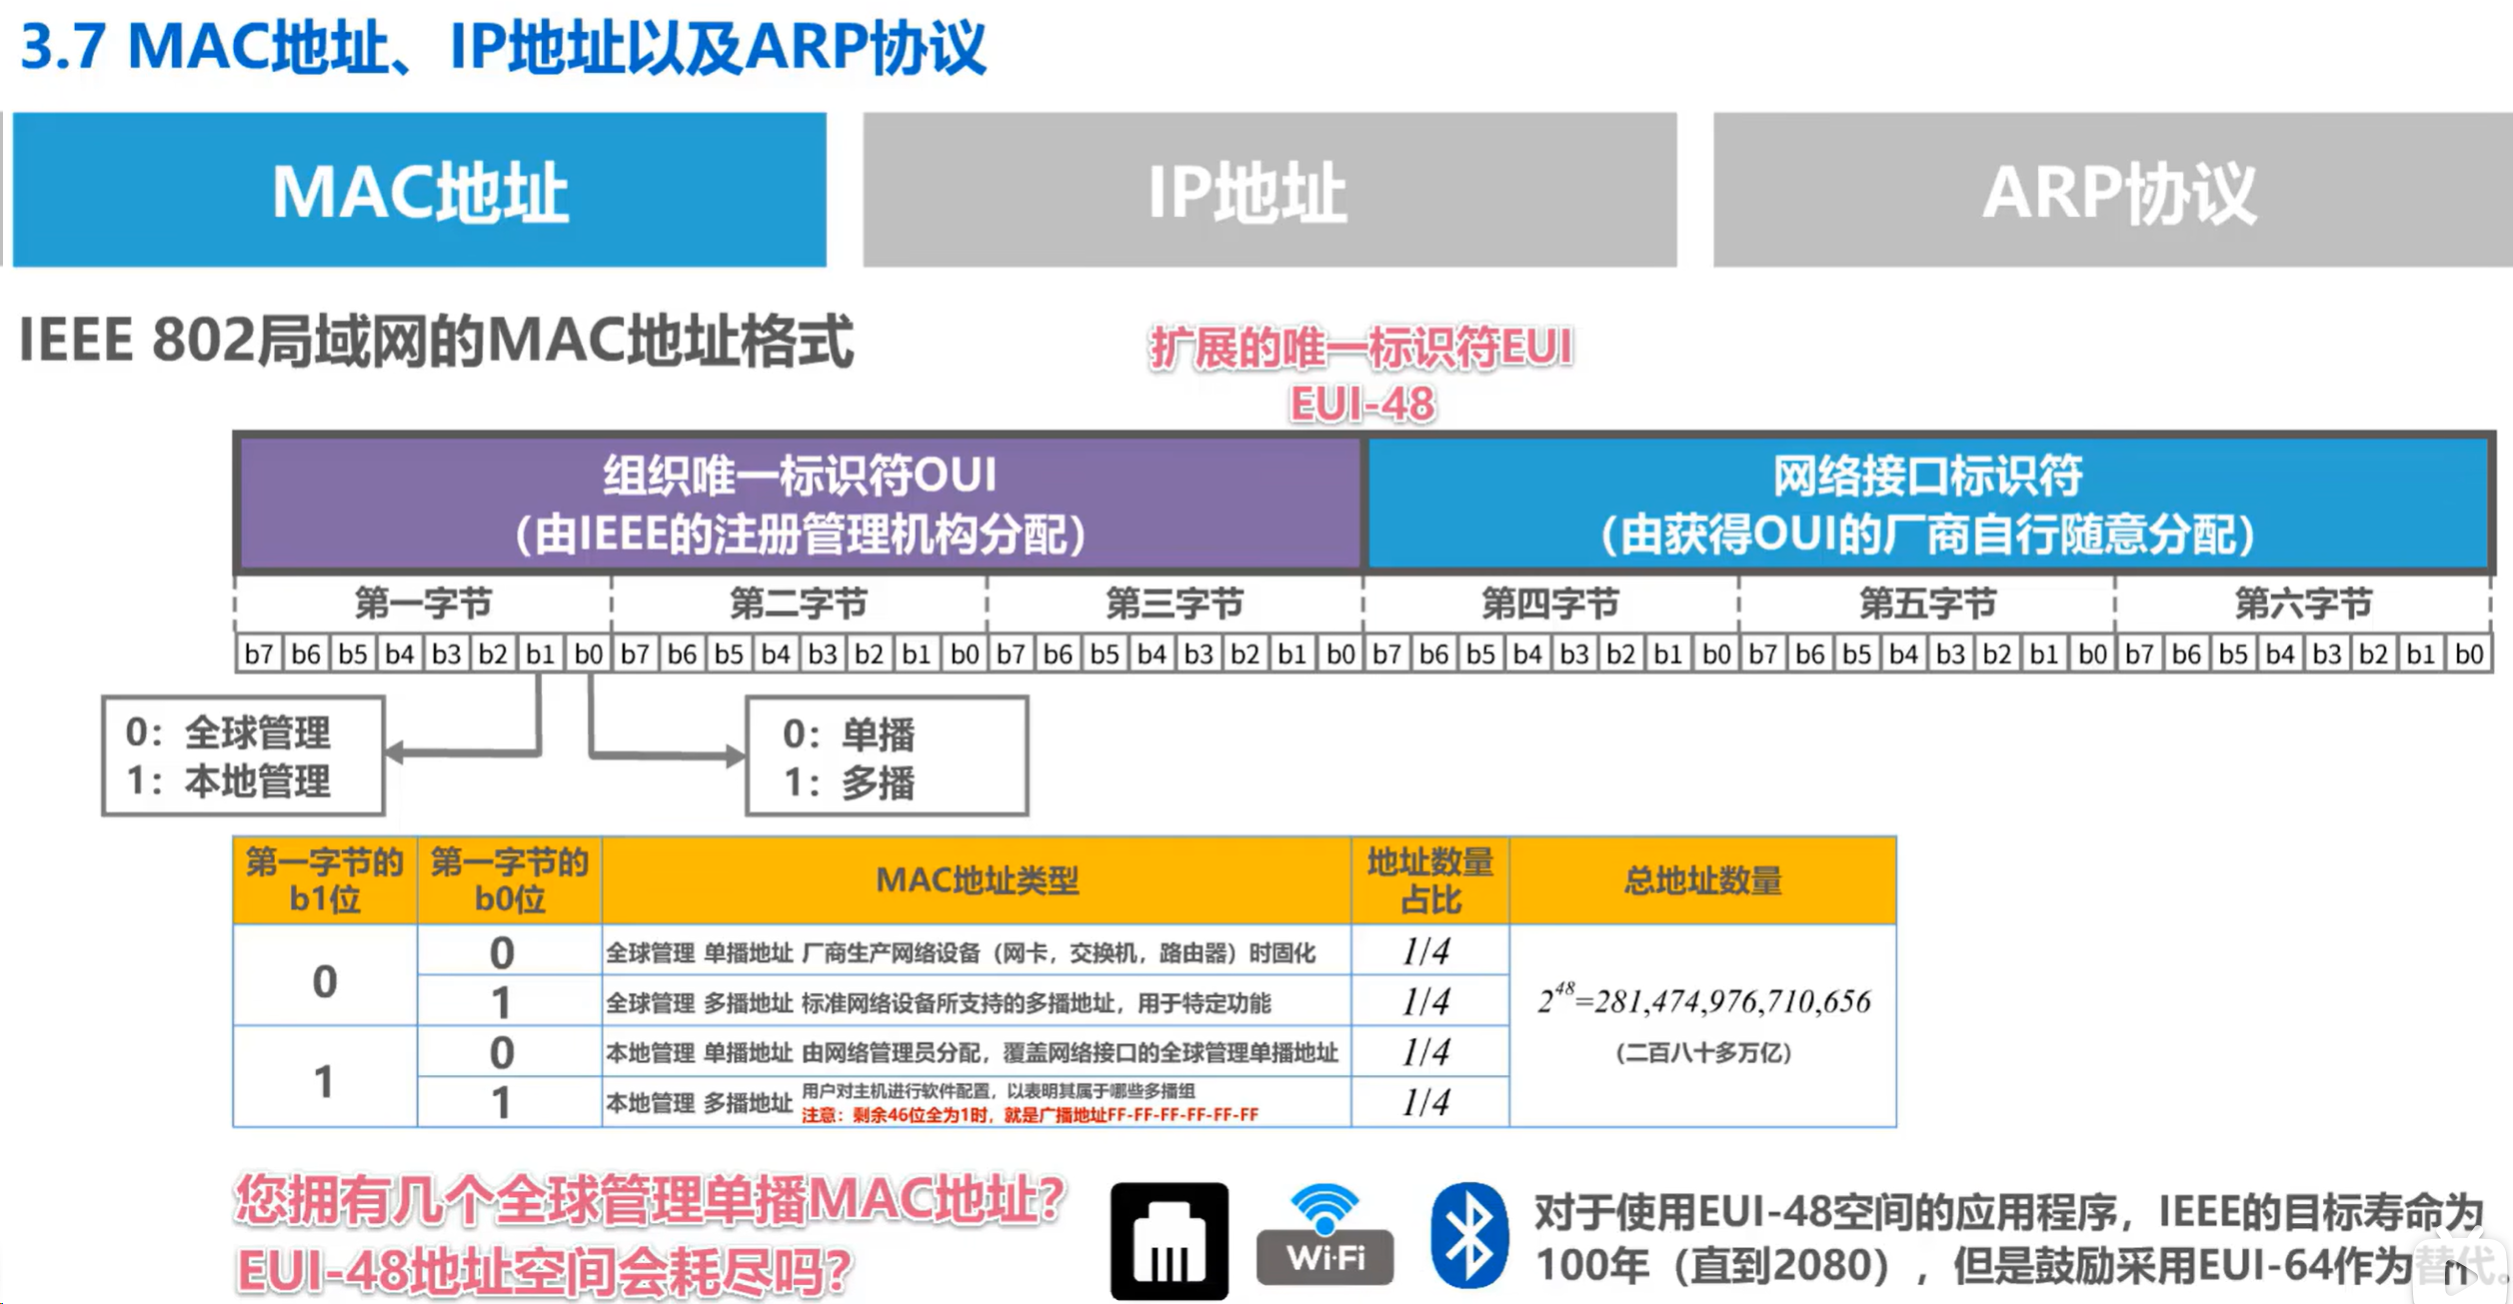 3.7 MAC地址、IP地址以及ARP协议
MAC地址
IP地址
ARP协议
IEEE 802局域网的MAC地址格式
扩展的唯一标识符EUI
EUI-48
组织唯一标识符OUI
（由IEEE的注册管理机构分配）
网络接口标识符
（由获得OUI的厂商自行随意分配）
第一字节 第二字节 第三字节 第四字节 第五字节 第六字节
b7 b6 b5 b4 b3 b2 b1 b0 b7 b6 b5 b4 b3 b2 b1 b0 b7 b6 b5 b4 b3 b2 b1 b0 b7 b6 b5 b4 b3 b2 b1 b0 b7 b6 b5 b4 b3 b2 b1 b0 b7 b6 b5 b4 b3 b2 b1 b0
0：全球管理
1：本地管理
0：单播
1：多播
第一字节的
b1位
第一字节的
b0位
MAC地址类型
地址数量
占比
总地址数量
0
0
全球管理 单播地址 厂商生产网络设备（网卡，交换机，路由器）时固化
1/4
1
全球管理 多播地址 标准网络设备所支持的多播地址，用于特定功能
1/4
1
0
本地管理 单播地址 由网络管理员分配，覆盖网络接口的全球管理单播地址
1/4
1
本地管理 多播地址
用户对主机进行软件配置，以表明其属于哪些多播组
注意：剩余46位全为1时，就是广播地址FF-FF-FF-FF-FF-FF
1/4
2^48=281,474,976,710,656
（二百八十多万亿）
您拥有几个全球管理单播MAC地址？
EUI-48地址空间会耗尽吗？
Wi-Fi
对于使用EUI-48空间的应用程序，IEEE的目标寿命为
100年（直到2080），但是鼓励采用EUI-64作为替代。